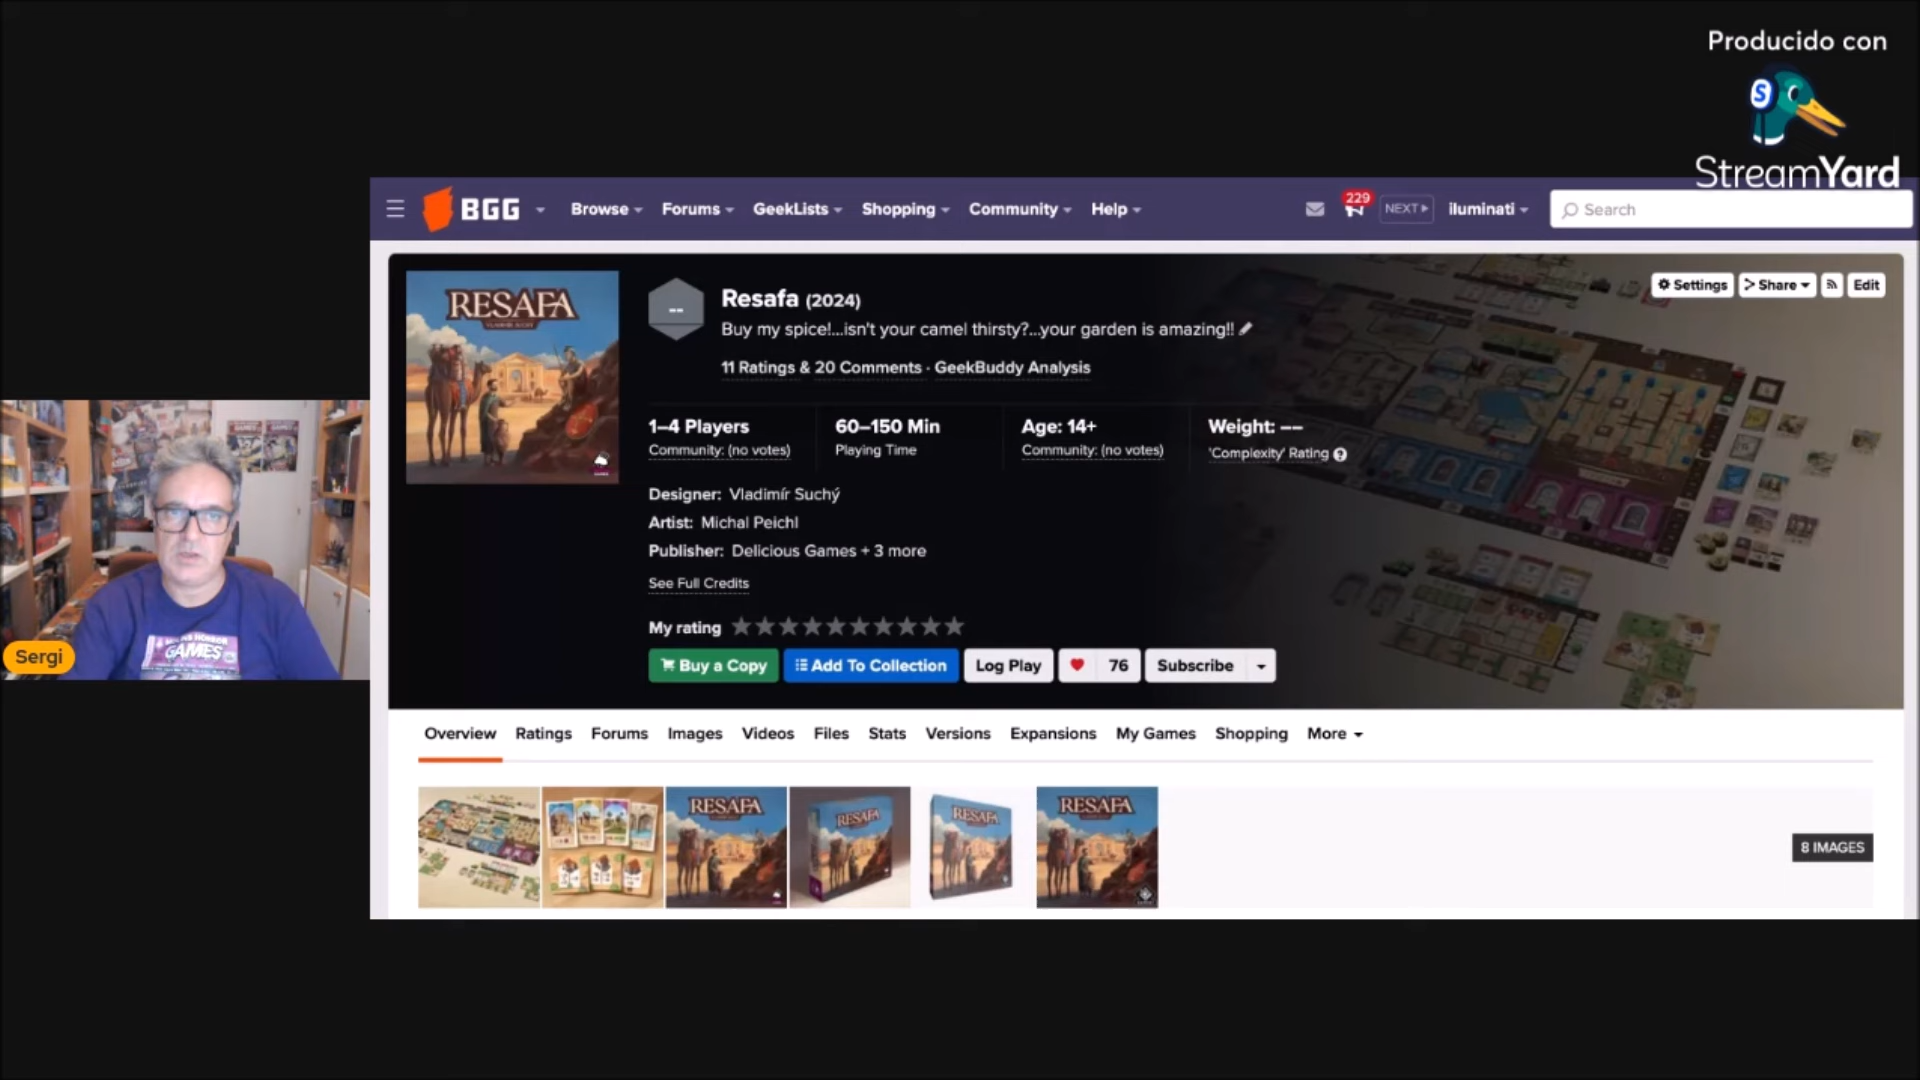 Producido con
StreamYard
BGG
Browse
Forums
GeekLists
Shopping
Community
Help
229
NEXT
iluminati
Search
RESAFA
VLADIMÍR SUCHÝ
Resafa (2024)
Buy my spice!...isn't your camel thirsty?...your garden is amazing!!
11 Ratings & 20 Comments · GeekBuddy Analysis
Settings
Share
Edit
1–4 Players
Community: (no votes)
60–150 Min
Playing Time
Age: 14+
Community: (no votes)
Weight: --
'Complexity' Rating
Designer: Vladimír Suchý
Artist: Michal Peichl
Publisher: Delicious Games + 3 more
See Full Credits
My rating
Buy a Copy
Add To Collection
Log Play
76
Subscribe
Sergi
GAMES
Overview
Ratings
Forums
Images
Videos
Files
Stats
Versions
Expansions
My Games
Shopping
More
RESAFA
RESAFA
RESAFA
RESAFA
8 IMAGES